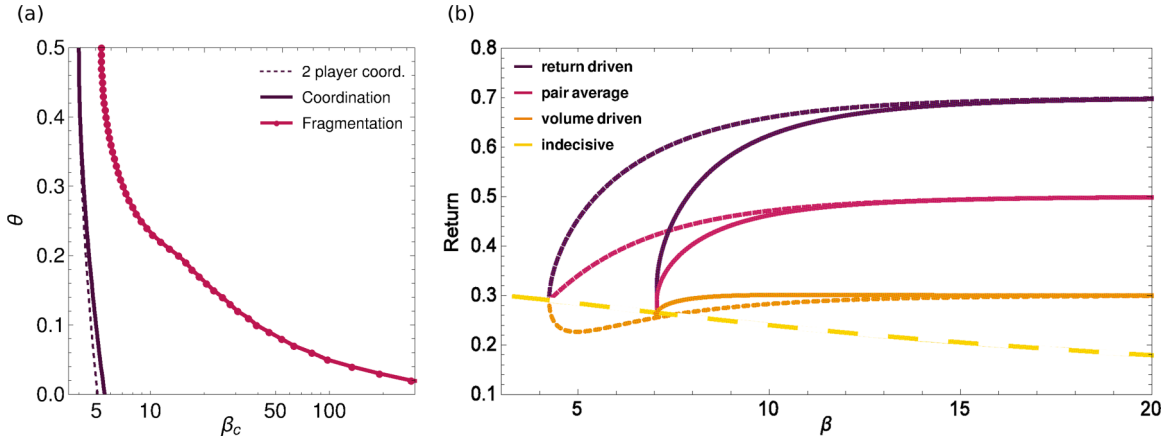 (a)
0.5
0.4
0.3
0.2
0.1
0.0
θ
2 player coord.
Coordination
Fragmentation
5 10 50 100
β_c
(b)
0.8
0.7
0.6
0.5
0.4
0.3
0.2
0.1
Return
return driven
pair average
volume driven
indecisive
5 10 15 20
β